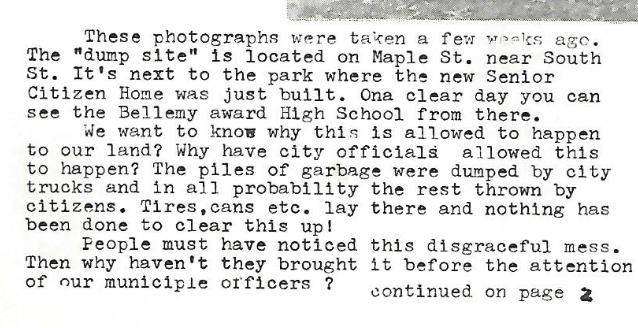 These photographs were taken a few weeks ago.
The "dump site" is located on Maple St. near South
St. It's next to the park where the new Senior
Citizen Home was just built. Ona clear day you can
see the Bellemy award High School from there.
We want to know why this is allowed to happen
to our land? Why have city officials allowed this
to happen? The piles of garbage were dumped by city
trucks and in all probability the rest thrown by
citizens. Tires,cans etc. lay there and nothing has
been done to clear this up!
People must have noticed this disgraceful mess.
Then why haven't they brought it before the attention
of our municiple officers ?
continued on page 2